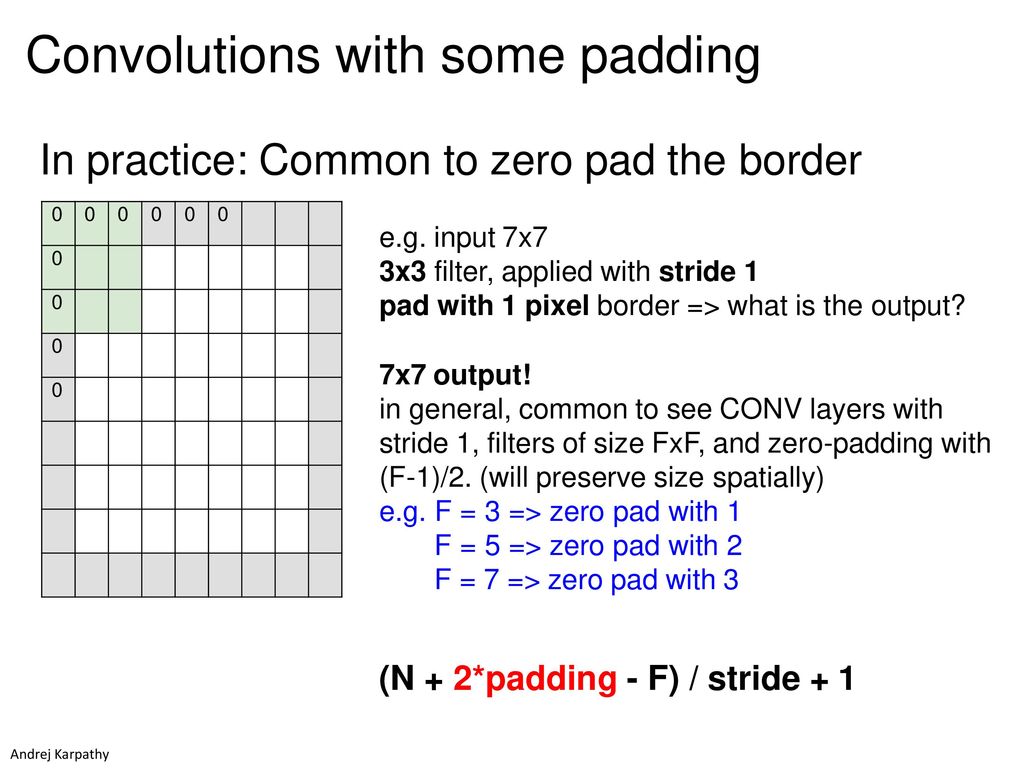 Convolutions with some padding
In practice: Common to zero pad the border
0 0 0 0 0 0
0
0
0
0
e.g. input 7x7
3x3 filter, applied with stride 1
pad with 1 pixel border => what is the output?
7x7 output!
in general, common to see CONV layers with
stride 1, filters of size FxF, and zero-padding with
(F-1)/2. (will preserve size spatially)
e.g. F = 3 => zero pad with 1
F = 5 => zero pad with 2
F = 7 => zero pad with 3
(N + 2*padding - F) / stride + 1
Andrej Karpathy